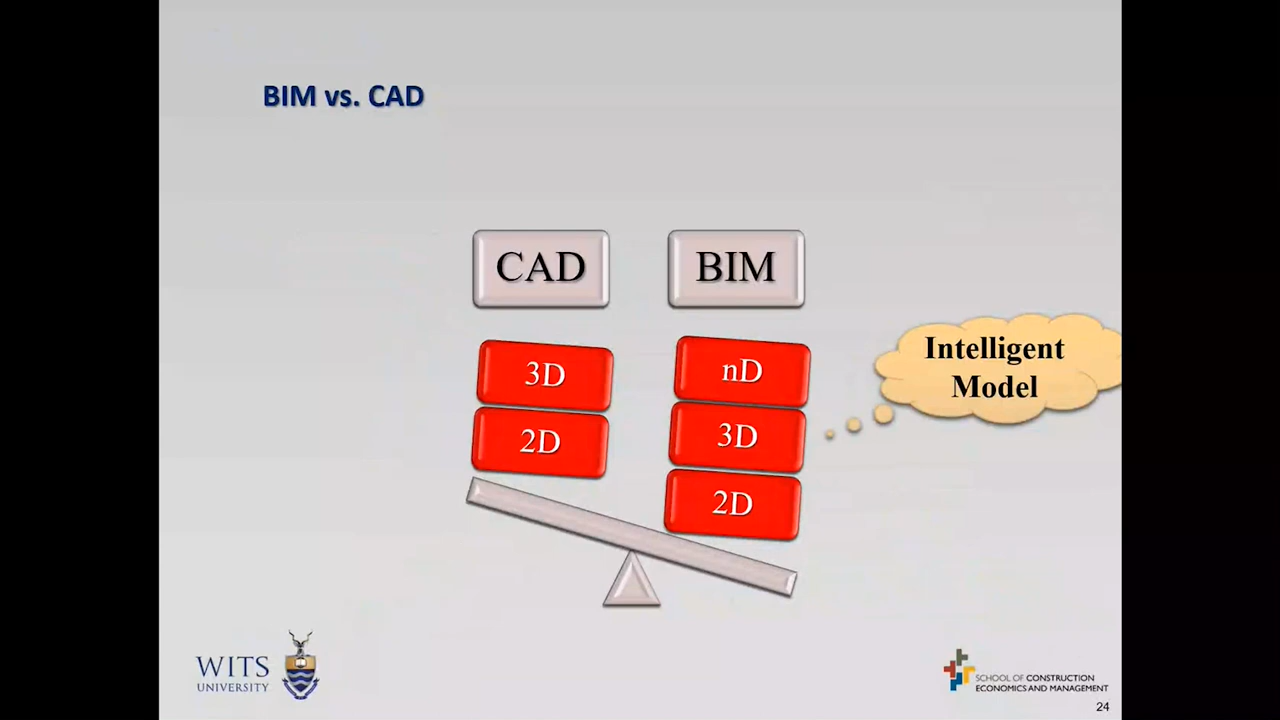 BIM vs. CAD
CAD
BIM
3D
2D
nD
3D
2D
Intelligent
Model
WITS
UNIVERSITY
SCHOOL OF CONSTRUCTION
ECONOMICS AND MANAGEMENT
24